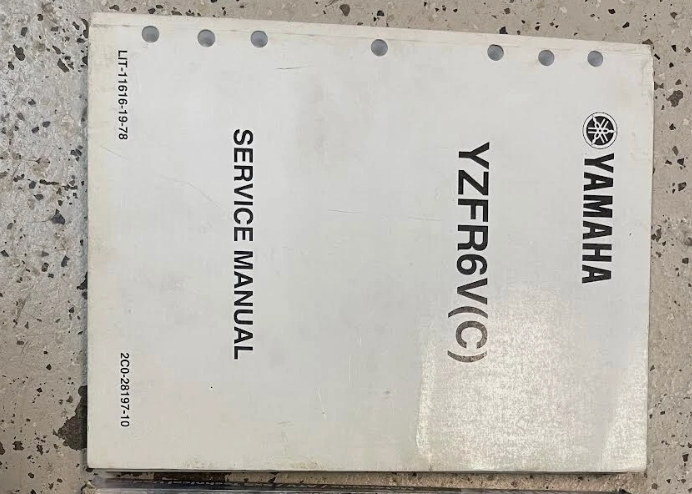 YAMAHA
YZFR6V(C)
SERVICE MANUAL
LIT-11616-19-78
2C0-28197-10